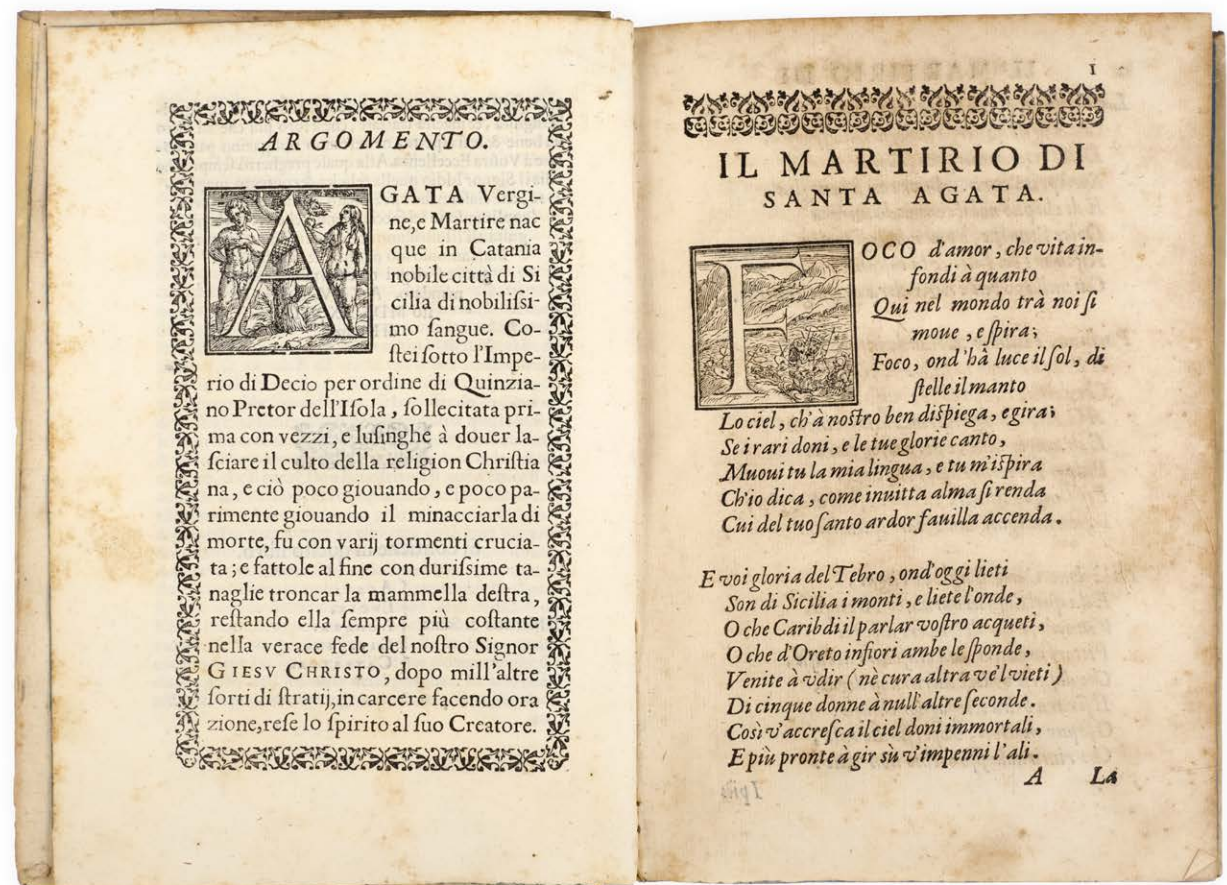 ARGOMENTO.
AGATA Vergi-
ne,e Martire nac
que in Catania
nobile città di Si
cilia di nobilißi-
mo ſangue. Co-
ſtei ſotto l'Impe-
rio di Decio per ordine di Quinzia-
no Pretor dell'Iſola , ſollecitata pri-
ma con vezzi, e luſinghe à douer la-
ſciare il culto della religion Chriſtia
na, e ciò poco giouando , e poco pa-
rimente giouando il minacciarla di
morte, fu con varij tormenti crucia-
ta ; e fattole al fine con durißime ta-
naglie troncar la mammella deſtra,
reſtando ella ſempre più coſtante
nella verace fede del noſtro Signor
GIESV CHRISTO, dopo mill'altre
ſorti di ſtratij,in carcere facendo ora
zione,reſe lo ſpirito al ſuo Creatore.
1
IL MARTIRIO DI
SANTA AGATA.
FOCO d'amor , che vita in-
fondi à quanto
Qui nel mondo trà noi ſi
moue , e ſpira;
Foco, ond'hà luce il ſol, di
ſtelle il manto
Lo ciel , ch'à noſtro ben diſpiega, e gira;
Se i rari doni, e le tue glorie canto ,
Muoui tu la mia lingua , e tu m'iſpira
Ch'io dica , come inuitta alma ſi renda
Cui del tuo ſanto ardor fauilla accenda .
E voi gloria del Tebro , ond'oggi lieti
Son di Sicilia i monti , e liete l'onde ,
O che Caribdi il parlar voſtro acqueti ,
O che d'Oreto infiori ambe le ſponde ,
Venite à vdir ( nè cura altra ve'l vieti )
Di cinque donne à null'altre ſeconde .
Così v'accreſca il ciel doni immortali ,
E più pronte à gir sù v'impenni l'ali .
A La